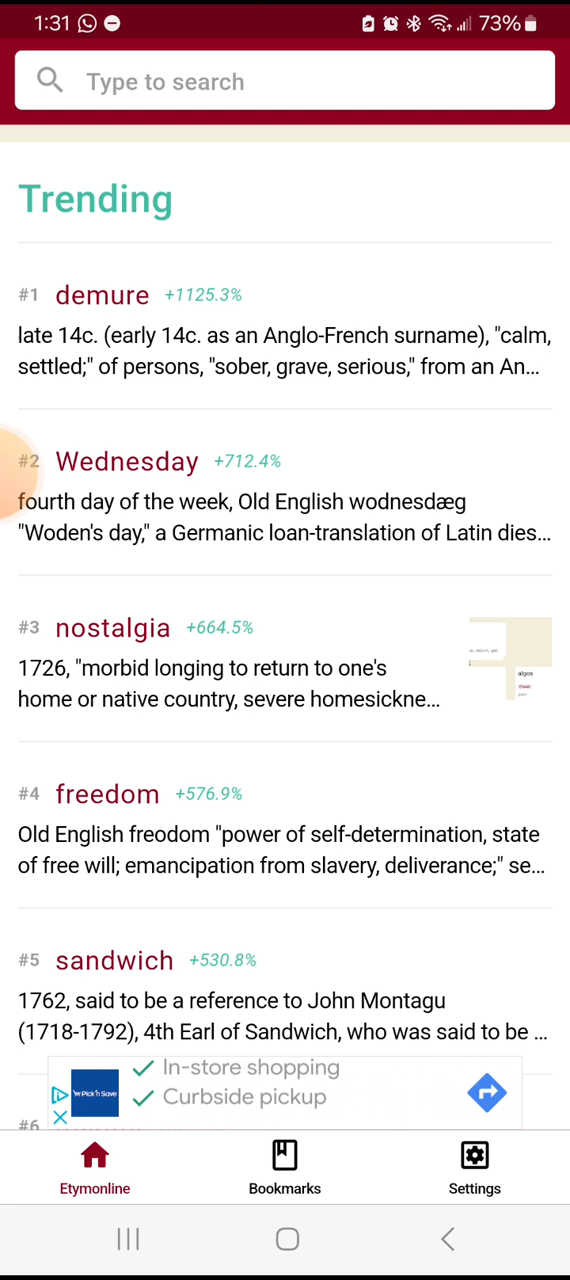 1:31 73%
Type to search
Trending
#1 demure +1125.3%
late 14c. (early 14c. as an Anglo-French surname), "calm,
settled;" of persons, "sober, grave, serious," from an An...
#2 Wednesday +712.4%
fourth day of the week, Old English wodnesdæg
"Woden's day," a Germanic loan-translation of Latin dies...
#3 nostalgia +664.5%
1726, "morbid longing to return to one's
home or native country, severe homesickne...
algos
#4 freedom +576.9%
Old English freodom "power of self-determination, state
of free will; emancipation from slavery, deliverance;" se...
#5 sandwich +530.8%
1762, said to be a reference to John Montagu
(1718-1792), 4th Earl of Sandwich, who was said to be ...
In-store shopping
Pick 'n Save
Curbside pickup
#6
Etymonline Bookmarks Settings